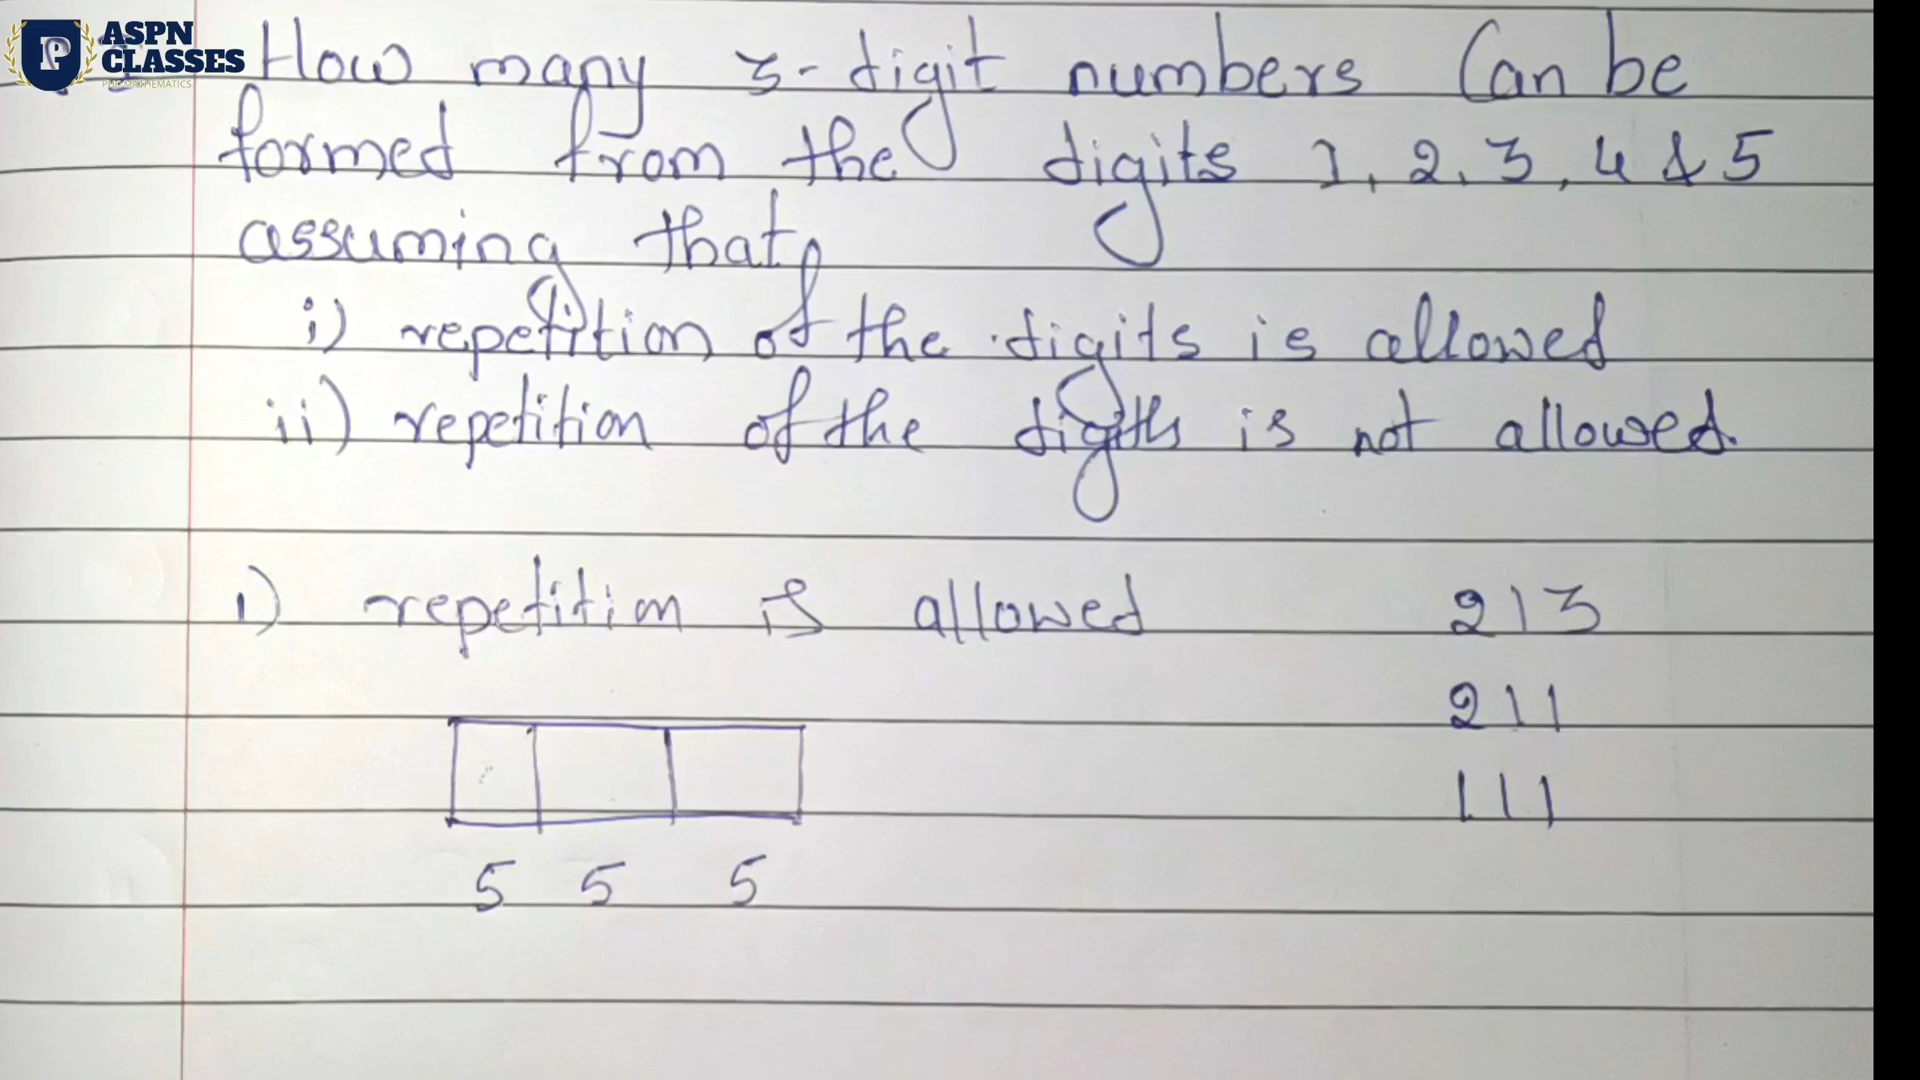 ASPN
CLASSES
How many 3-digit numbers Can be
formed from the digits 1, 2, 3, 4 & 5
assuming that,
i) repetition of the digits is allowed
ii) repetition of the digits is not allowed.
1) repetition is allowed
213
211
111
5 5 5